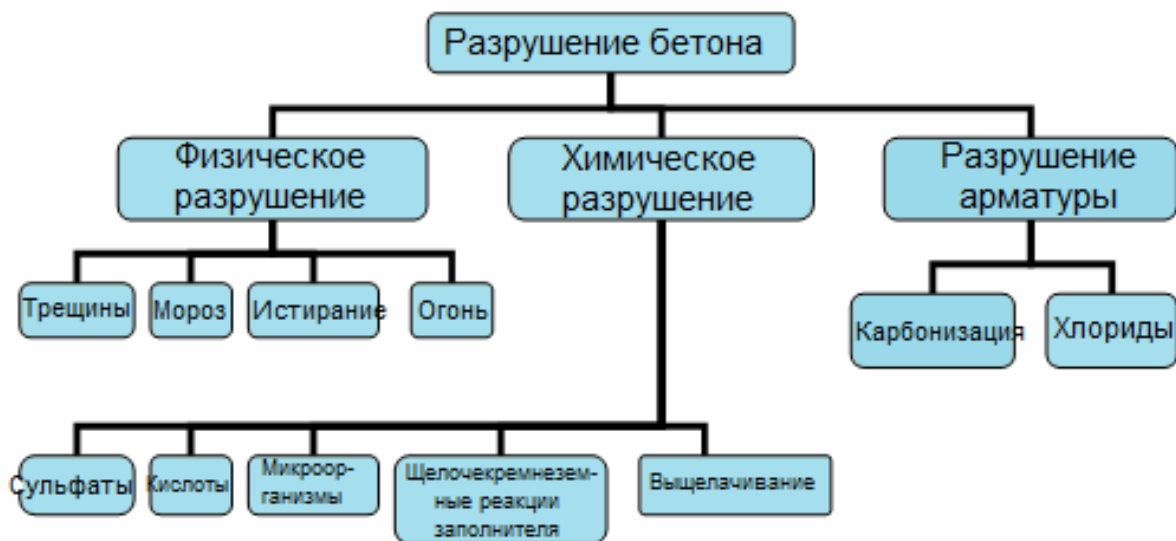 Разрушение бетона
Физическое
разрушение
Химическое
разрушение
Разрушение
арматуры
Трещины
Мороз
Истирание
Огонь
Карбонизация
Хлориды
Сульфаты
Кислоты
Микроор-
ганизмы
Щелочекремнезем-
ные реакции
заполнителя
Выщелачивание